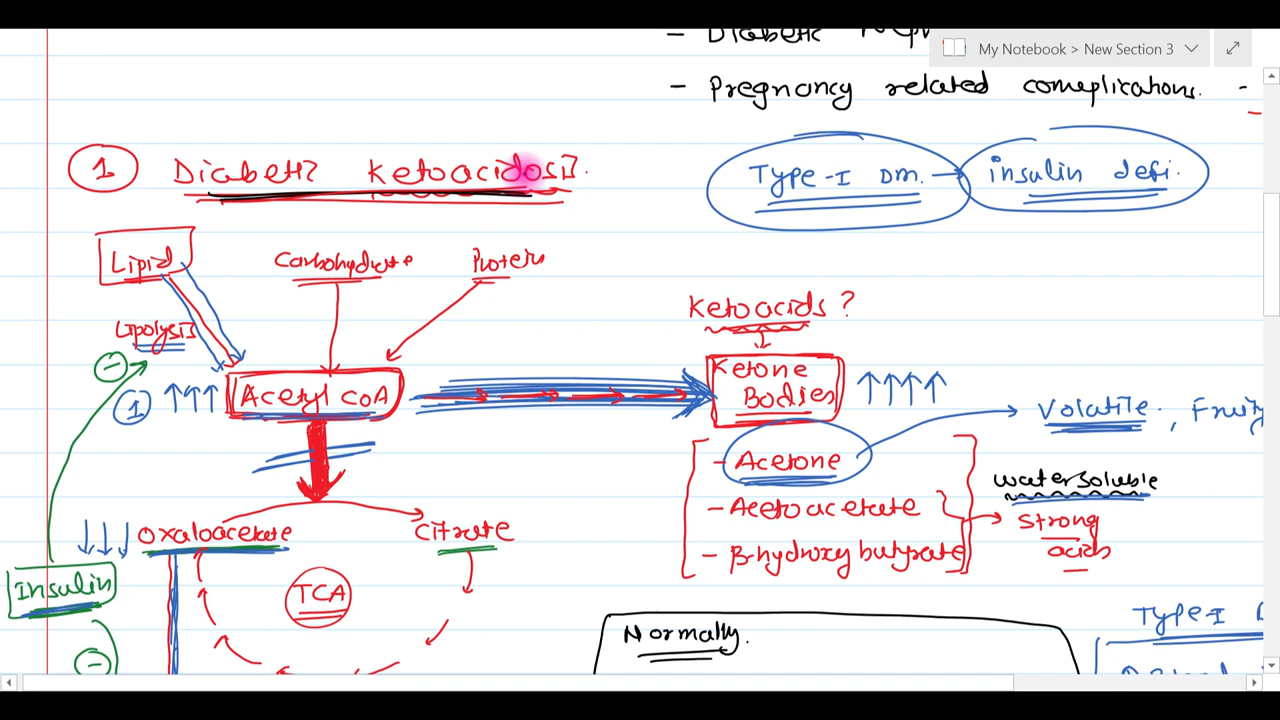 - Diabetic
My Notebook > New Section 3
- Pregnancy related complications. -
1 Diabetic Ketoacidosis.
Type-I DM. → insulin defi.
Lipid Carbohydrate Protein
Lipolysis
Ketoacids ?
(-)
1 ↑↑↑ Acetyl CoA
Ketone
Bodies ↑↑↑↑
Volatile, Fruity
- Acetone
water soluble
- Acetoacetate
strong
acids
- β-hydroxy butyrate
↓↓↓ Oxaloacetate Citrate
Insulin
TCA
Normally.
Type-I
(-)